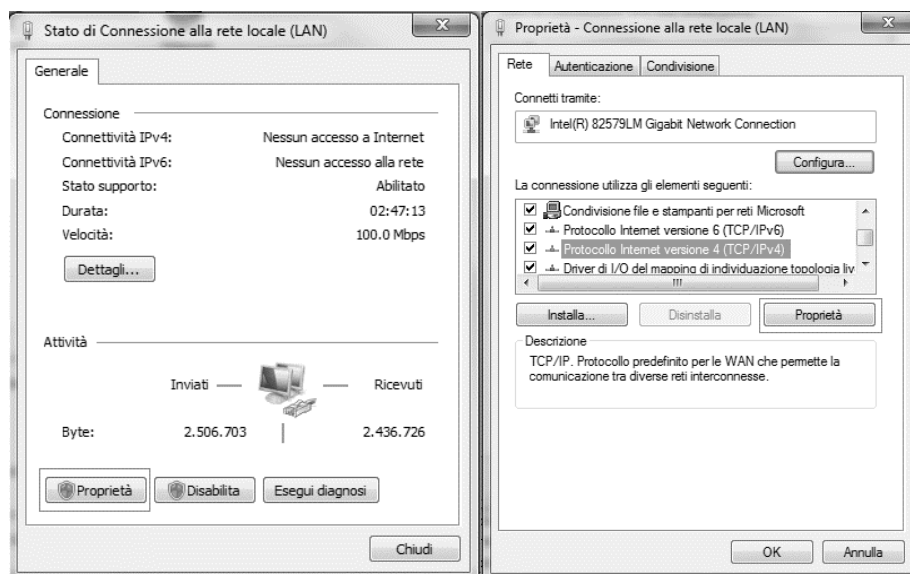 Stato di Connessione alla rete locale (LAN)
Generale
Connessione
Connettività IPv4: Nessun accesso a Internet
Connettività IPv6: Nessun accesso alla rete
Stato supporto: Abilitato
Durata: 02:47:13
Velocità: 100.0 Mbps
Dettagli...
Attività
Inviati Ricevuti
Byte: 2.506.703 2.436.726
Proprietà Disabilita Esegui diagnosi
Chiudi
Proprietà - Connessione alla rete locale (LAN)
Rete Autenticazione Condivisione
Connetti tramite:
Intel(R) 82579LM Gigabit Network Connection
Configura...
La connessione utilizza gli elementi seguenti:
Condivisione file e stampanti per reti Microsoft
Protocollo Internet versione 6 (TCP/IPv6)
Protocollo Internet versione 4 (TCP/IPv4)
Driver di I/O del mapping di individuazione topologia liv
Installa... Disinstalla Proprietà
Descrizione
TCP/IP. Protocollo predefinito per le WAN che permette la
comunicazione tra diverse reti interconnesse.
OK Annulla